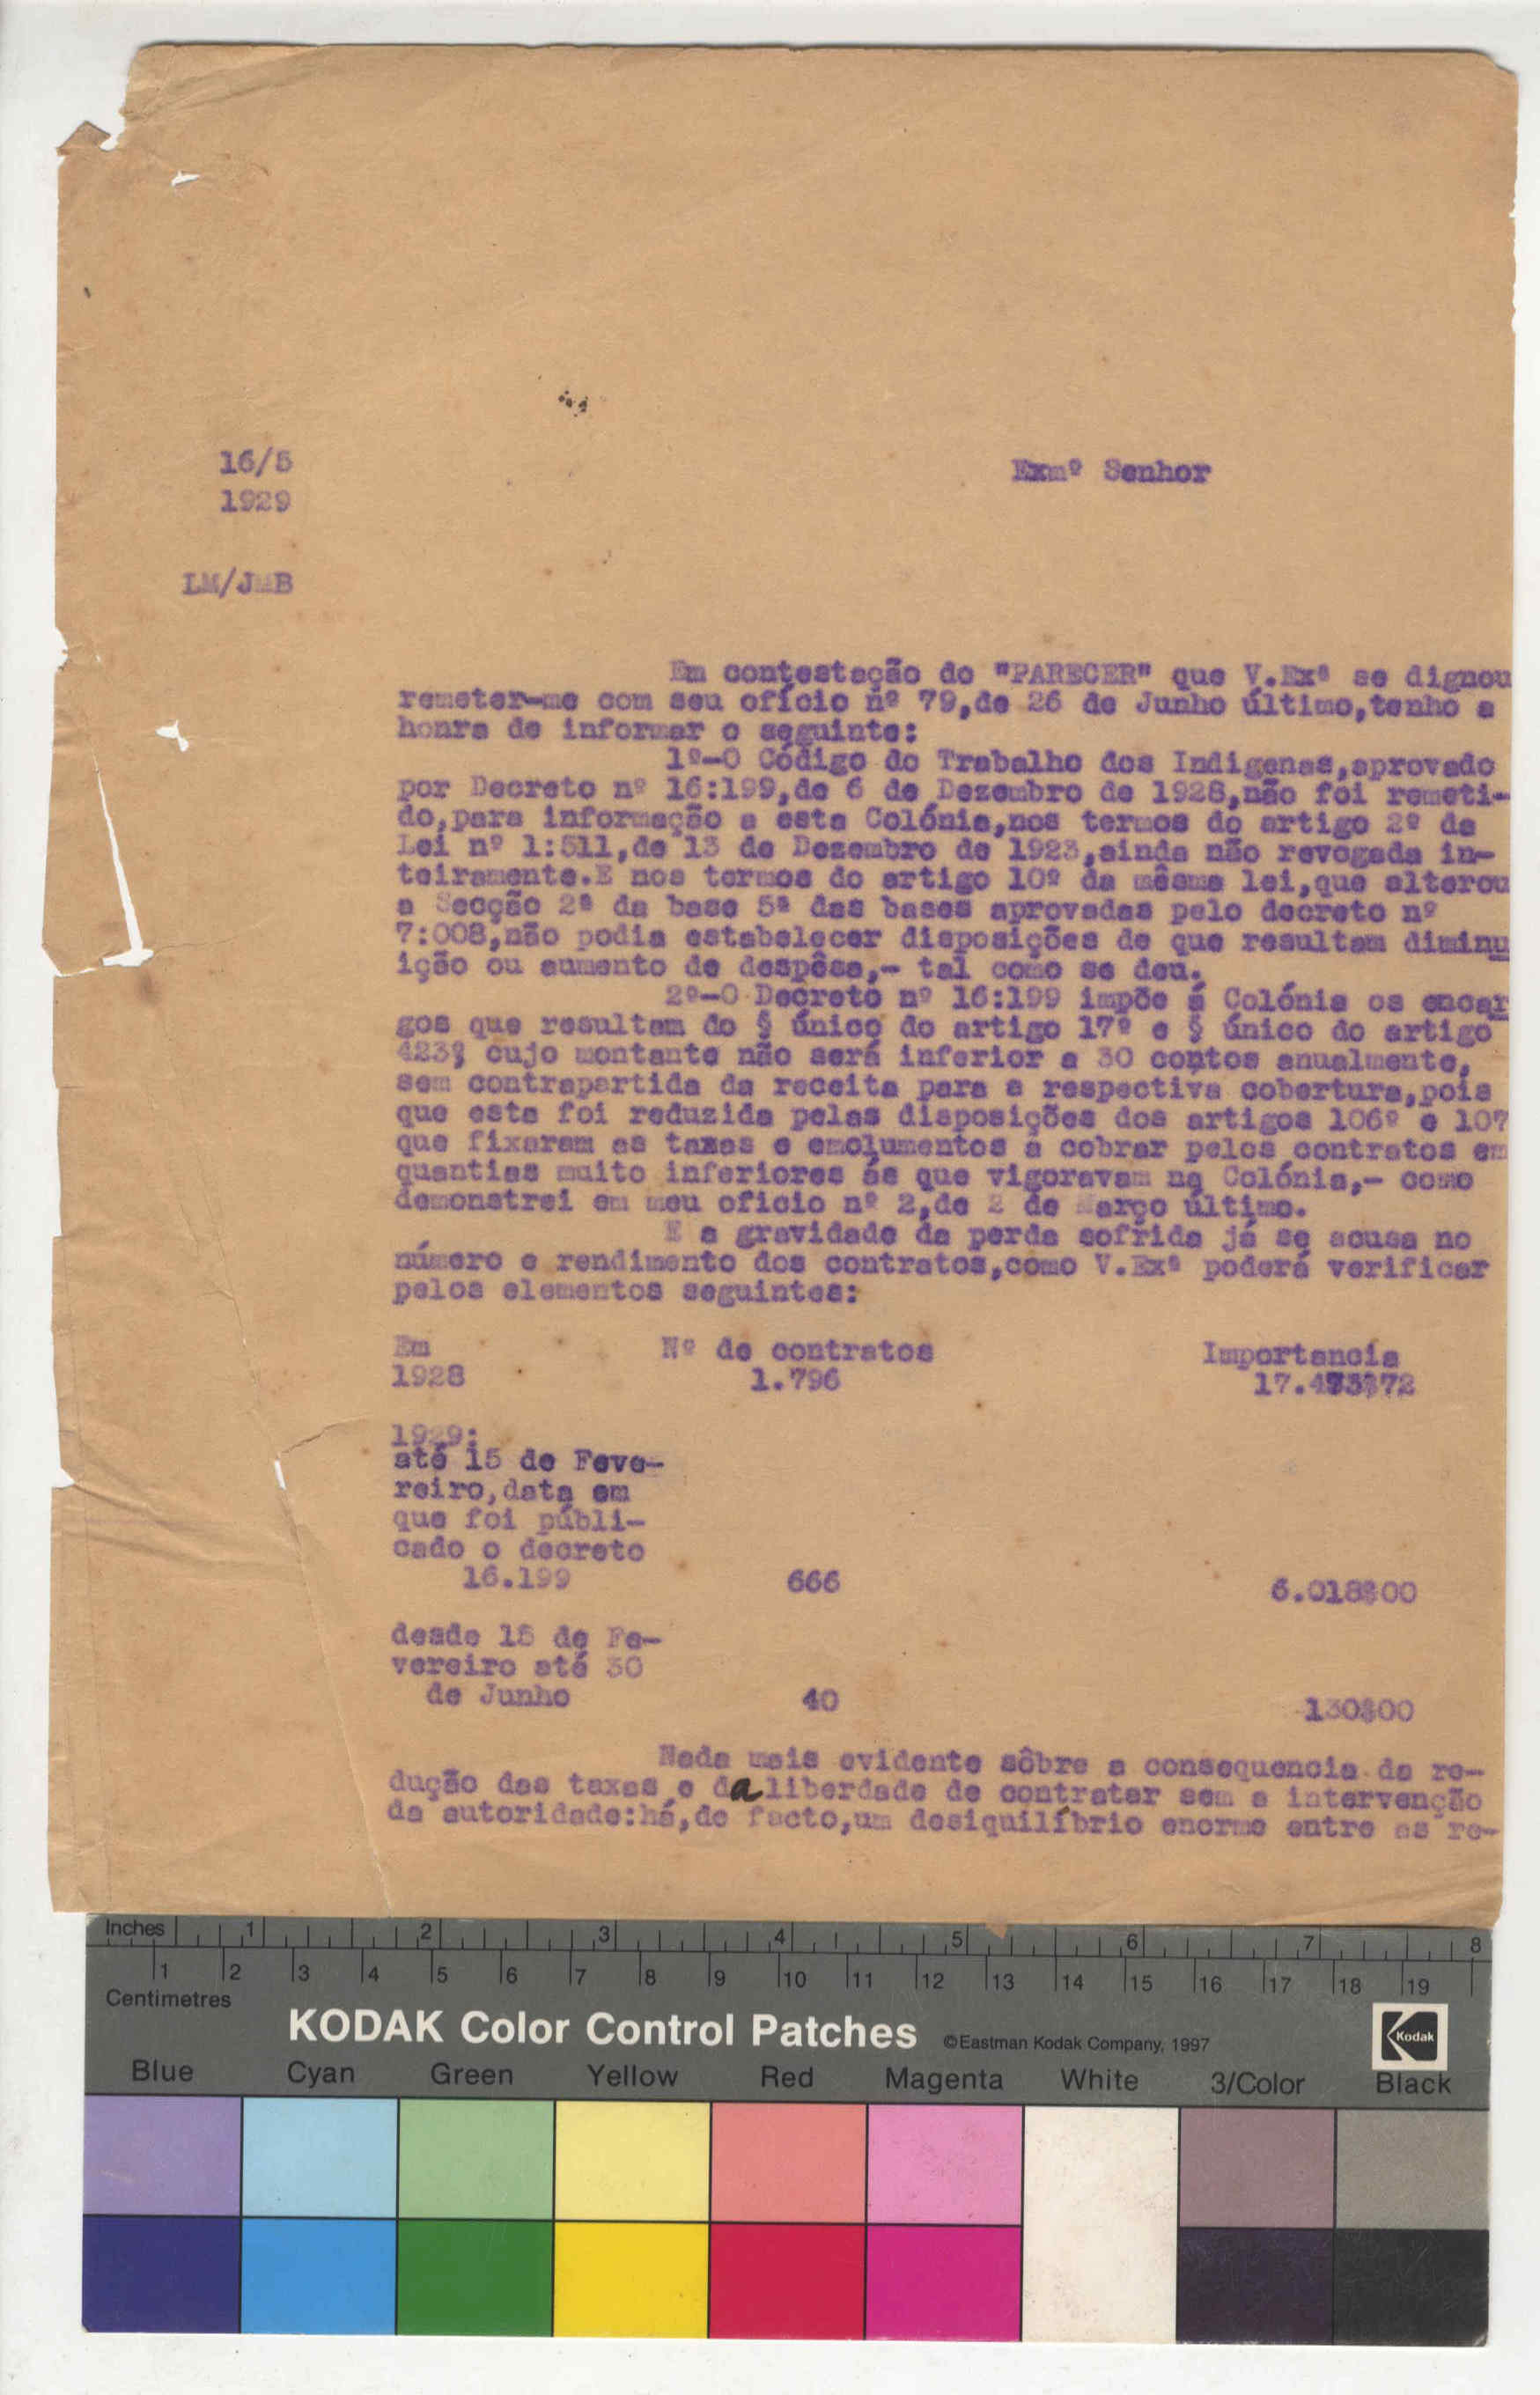 16/5
1929
Exmº Senhor
LM/JMB
Em contestação do "PARECER" que V.Exª se dignou
remeter-me com seu ofício nº 79,de 26 de Junho último,tenho a
honra de informar o seguinte:
1º-O Código do Trabalho dos Indigenas,aprovado
por Decreto nº 16:199,de 6 de Dezembro de 1928,não foi remeti-
do,para informação a esta Colónia,nos termos do artigo 2º da
Lei nº 1:511,de 13 de Dezembro de 1923,ainda não revogada in-
teiramente.E nos termos do artigo 10º da mêsma lei,que alterou
a Secção 2ª da base 5ª das bases aprovadas pelo decreto nº
7:008,não podia estabelecer disposições de que resultam diminu
ição ou aumento de despêsa,- tal como se deu.
2º-O Decreto nº 16:199 impõe á Colónia os encar
gos que resultam do § único do artigo 17º e § único do artigo
423º, cujo montante não será inferior a 30 contos anualmente,
sem contrapartida da receita para a respectiva cobertura,pois
que esta foi reduzida pelas disposições dos artigos 106º e 107
que fixaram as taxas e emolumentos a cobrar pelos contratos em
quantias muito inferiores ás que vigoravam na Colónia,- como
demonstrei em meu oficio nº 2,de 2 de Março último.
E a gravidade da perda sofrida já se acusa no
número e rendimento dos contratos,como V.Exª poderá verificar
pelos elementos seguintes:
Em Nº de contratos Importancia
1928 1.796 17.473$72
1929:
até 15 de Feve-
reiro,data em
que foi públi-
cado o decreto
16.199 666 6.018$00
desde 15 de Fe-
vereiro até 30
de Junho 40 130$00
Nada mais evidente sôbre a consequencia da re-
dução das taxas e da liberdade de contratar sem a intervenção
da autoridade:há,de facto,um desiquilíbrio enorme entre as re-
Inches 1 2 3 4 5 6 7 8
1 2 3 4 5 6 7 8 9 10 11 12 13 14 15 16 17 18 19
Centimetres
KODAK Color Control Patches ©Eastman Kodak Company, 1997 Kodak
Blue Cyan Green Yellow Red Magenta White 3/Color Black